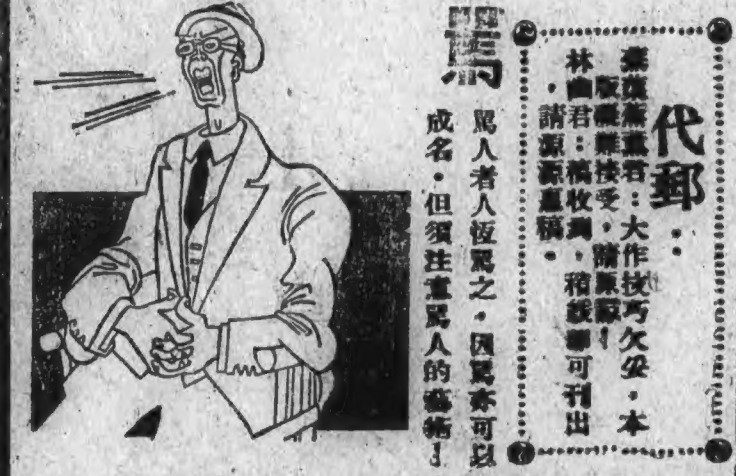 代郵：
君：大作技巧欠妥，本
版礙難接受，請原諒！
林幽君：稿收到，稍緩即可刊出
，請源源惠稿。
罵
罵人者人恆罵之，因罵亦可以
成名，但須注意罵人的藝術！